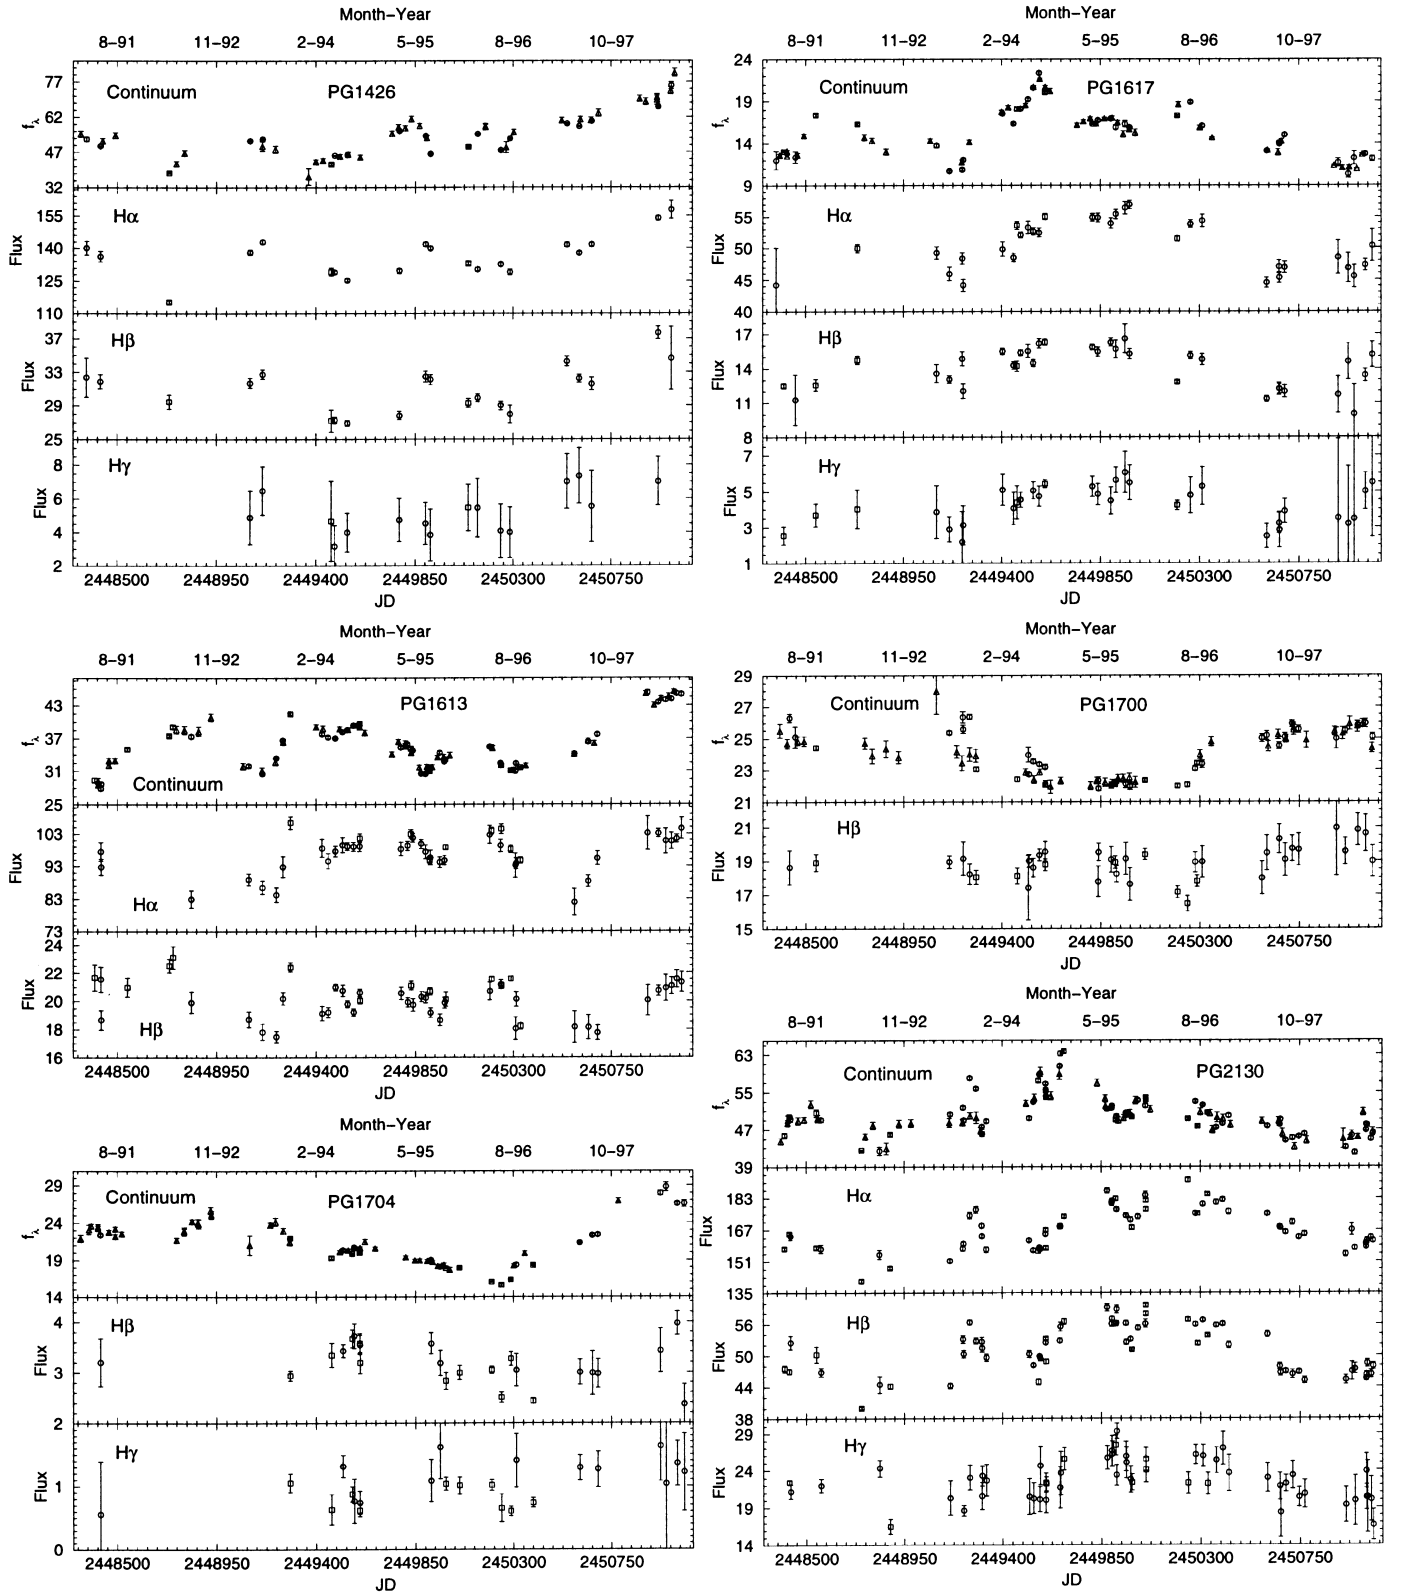 Month-Year
8-91 11-92 2-94 5-95 8-96 10-97
Continuum PG1426
fλ
77
62
47
32
Hα
Flux
155
140
125
110
Hβ
Flux
37
33
29
25
Hγ
Flux
8
6
4
2
2448500 2448950 2449400 2449850 2450300 2450750
JD
Month-Year
8-91 11-92 2-94 5-95 8-96 10-97
Continuum PG1617
fλ
24
19
14
9
Hα
Flux
55
50
45
40
Hβ
Flux
17
14
11
8
Hγ
Flux
7
5
3
1
2448500 2448950 2449400 2449850 2450300 2450750
JD
Month-Year
8-91 11-92 2-94 5-95 8-96 10-97
PG1613
Continuum
fλ
43
37
31
25
Hα
Flux
103
93
83
73
Hβ
Flux
24
22
20
18
16
2448500 2448950 2449400 2449850 2450300 2450750
JD
Month-Year
8-91 11-92 2-94 5-95 8-96 10-97
Continuum PG1700
fλ
29
27
25
23
21
Hβ
Flux
21
19
17
15
2448500 2448950 2449400 2449850 2450300 2450750
JD
Month-Year
8-91 11-92 2-94 5-95 8-96 10-97
Continuum PG1704
fλ
29
24
19
14
Hβ
Flux
4
3
2
Hγ
Flux
2
1
0
2448500 2448950 2449400 2449850 2450300 2450750
JD
Month-Year
8-91 11-92 2-94 5-95 8-96 10-97
Continuum PG2130
fλ
63
55
47
39
Hα
Flux
183
167
151
135
Hβ
Flux
56
50
44
38
Hγ
Flux
29
24
19
14
2448500 2448950 2449400 2449850 2450300 2450750
JD